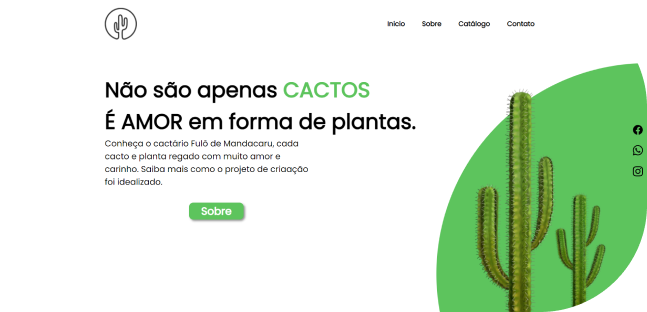 Início Sobre Catálogo Contato
Não são apenas CACTOS
É AMOR em forma de plantas.
Conheça o cactário Fulô de Mandacaru, cada
cacto e planta regado com muito amor e
carinho. Saiba mais como o projeto de criaação
foi idealizado.
Sobre